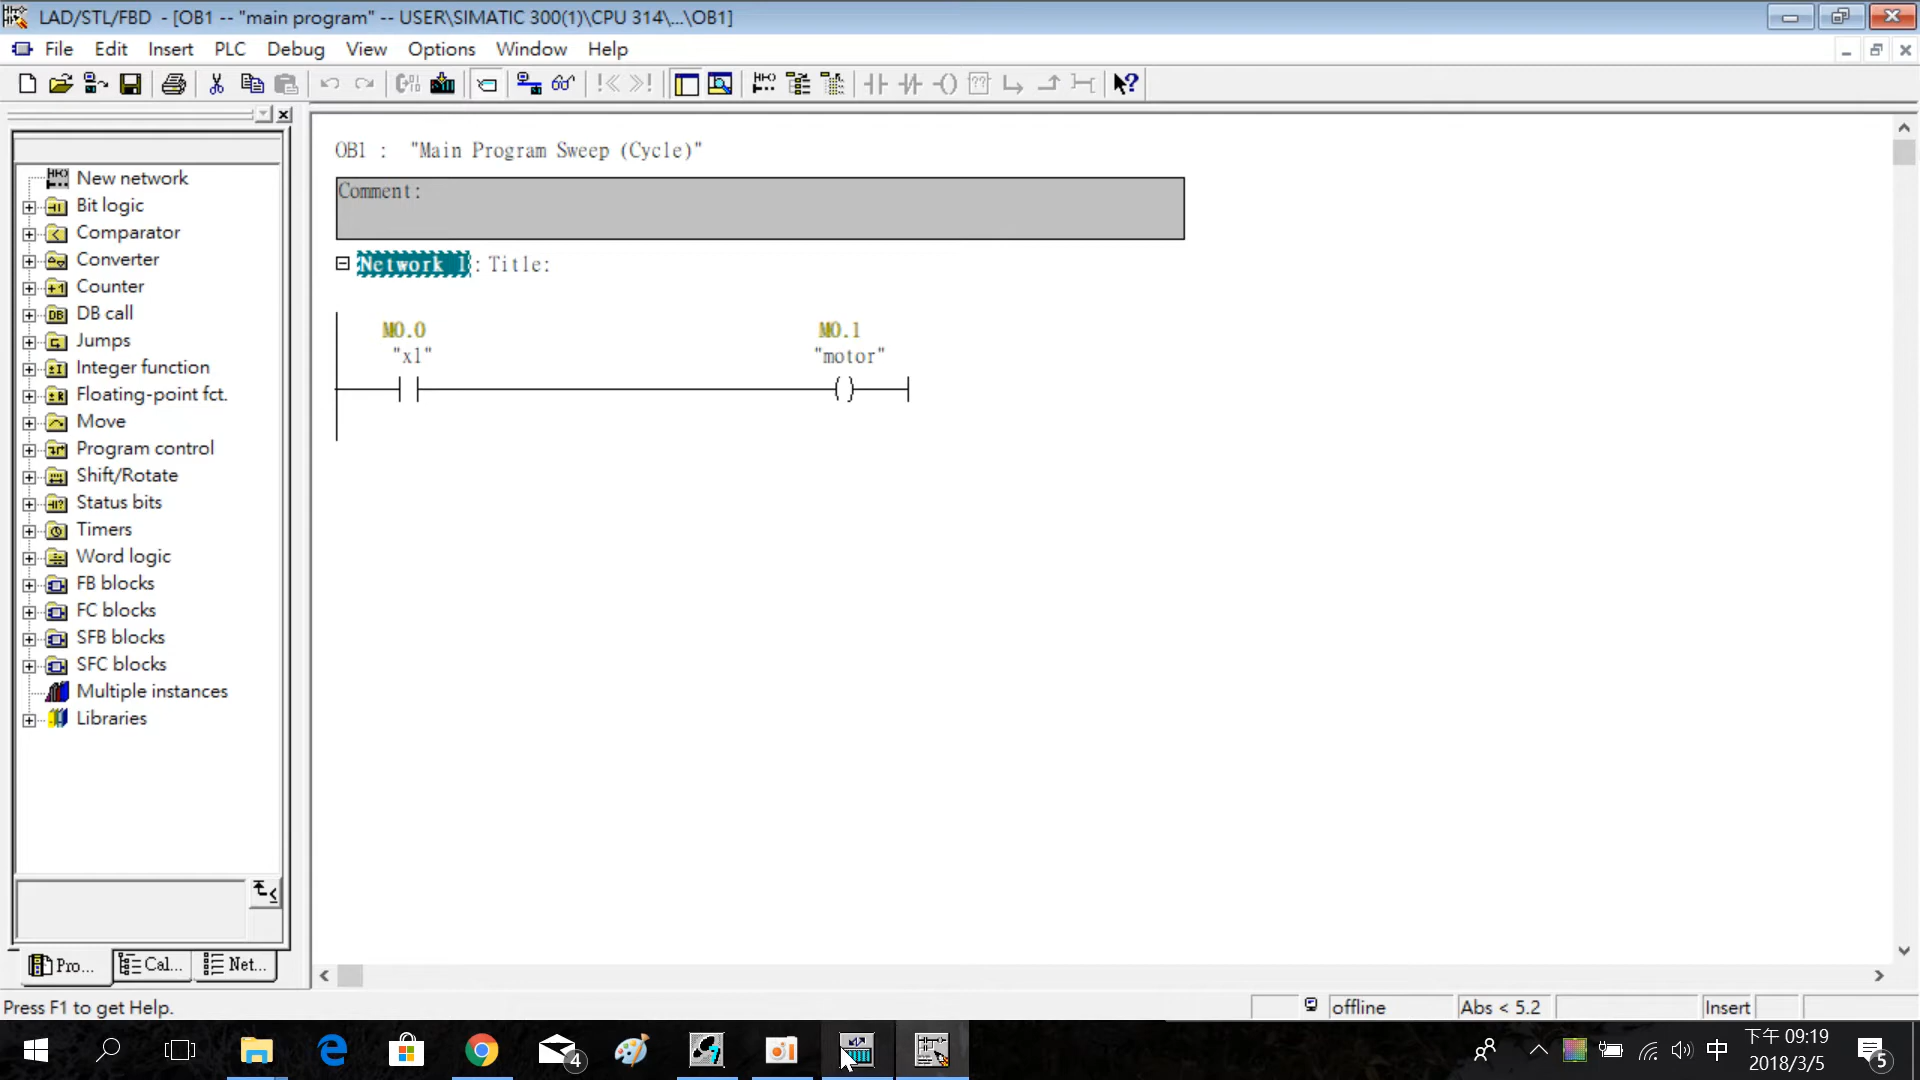 LAD/STL/FBD - [OB1 -- "main program" -- USER\SIMATIC 300(1)\CPU 314\...\OB1]
File Edit Insert PLC Debug View Options Window Help
New network
Bit logic
Comparator
Converter
Counter
DB call
Jumps
Integer function
Floating-point fct.
Move
Program control
Shift/Rotate
Status bits
Timers
Word logic
FB blocks
FC blocks
SFB blocks
SFC blocks
Multiple instances
Libraries
Pro... Cal... Net...
OB1 : "Main Program Sweep (Cycle)"
Comment:
Network 1: Title:
M0.0 M0.1
"x1" "motor"
Press F1 to get Help.
offline Abs < 5.2 Insert
4
中
下午 09:19
2018/3/5
5